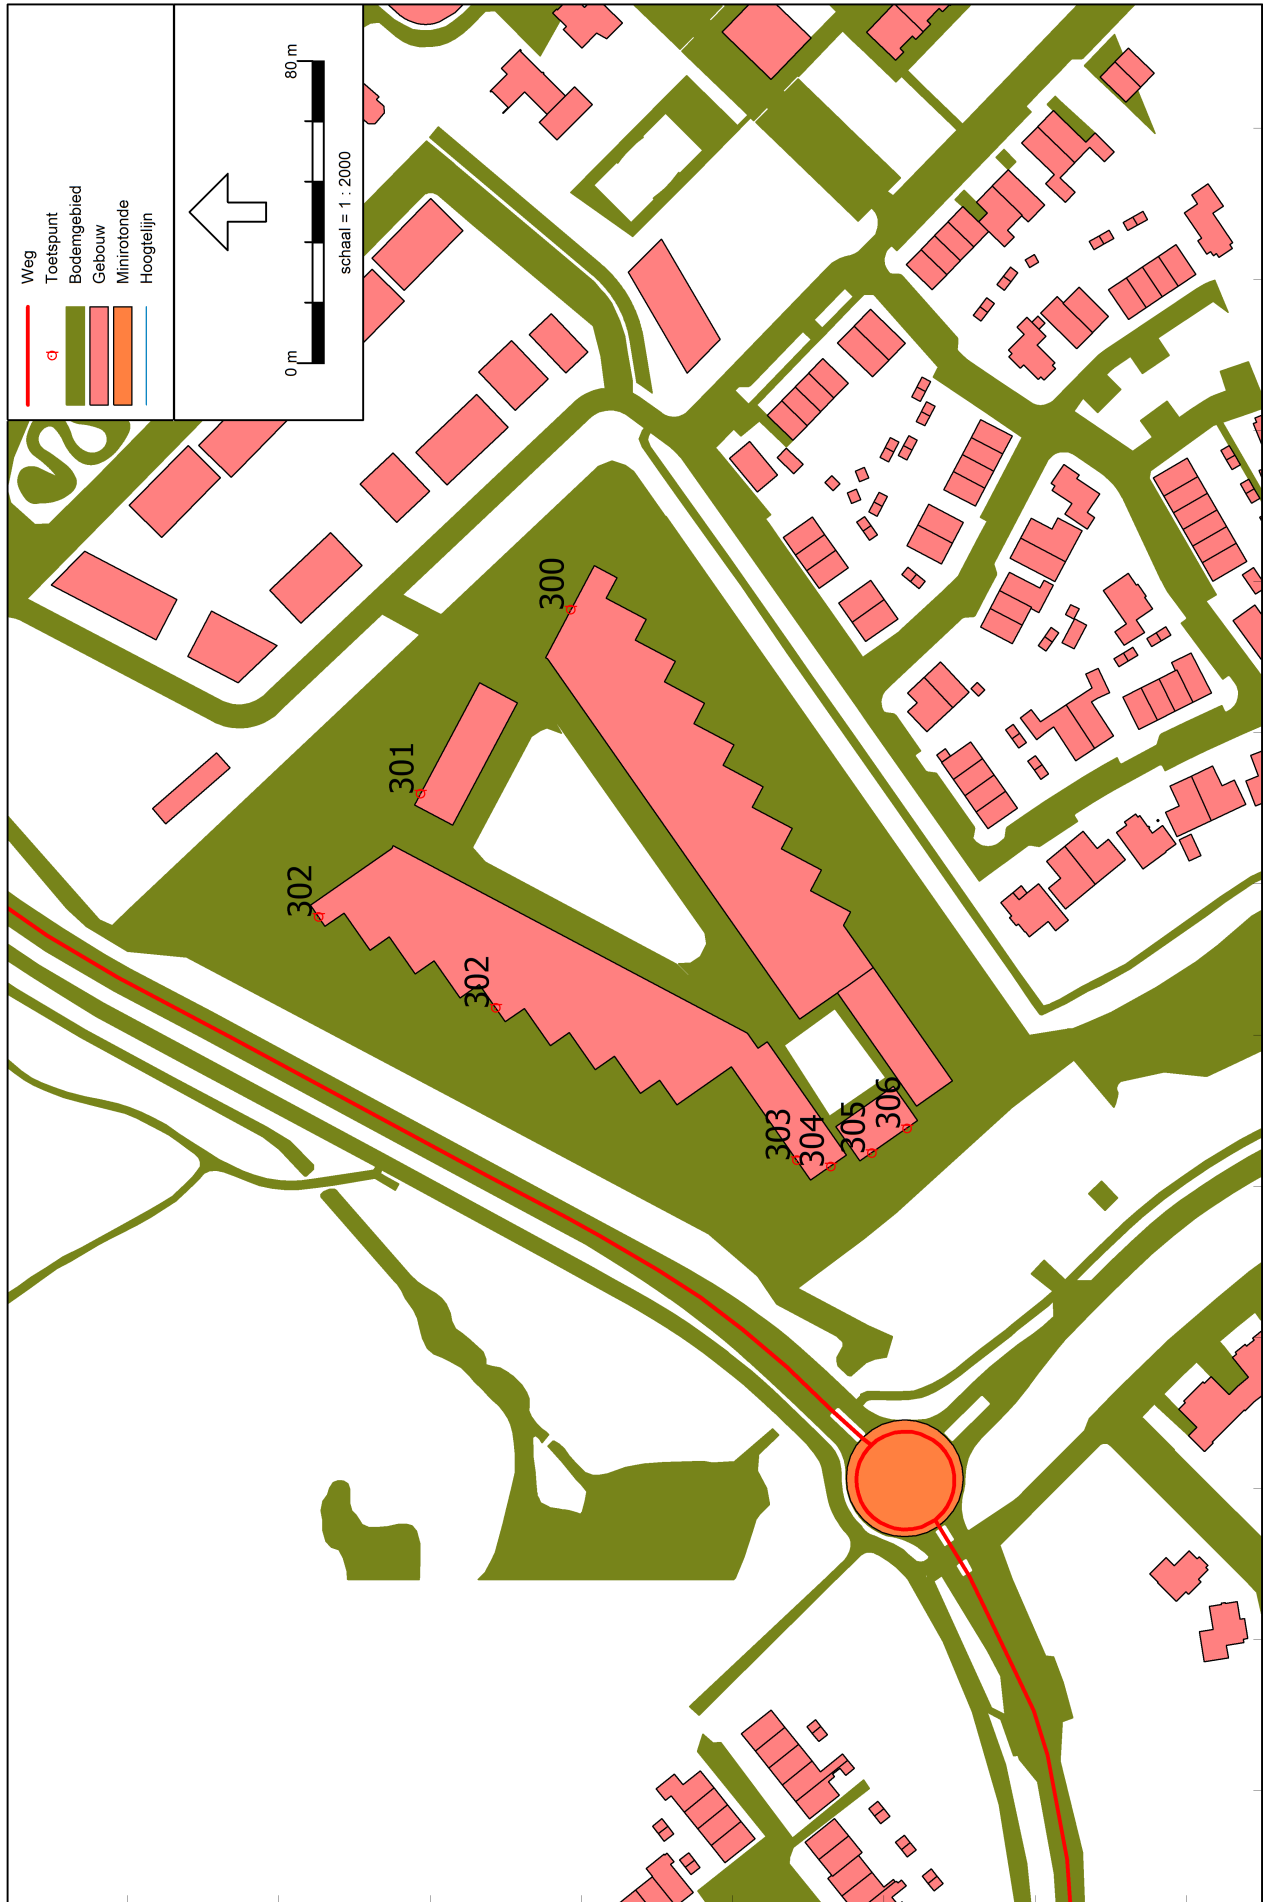 Weg
Toetspunt
Bodemgebied
Gebouw
Minirotonde
Hoogtelijn
0 m
80 m
schaal = 1 : 2000
300
301
302
302
303
304
305
306